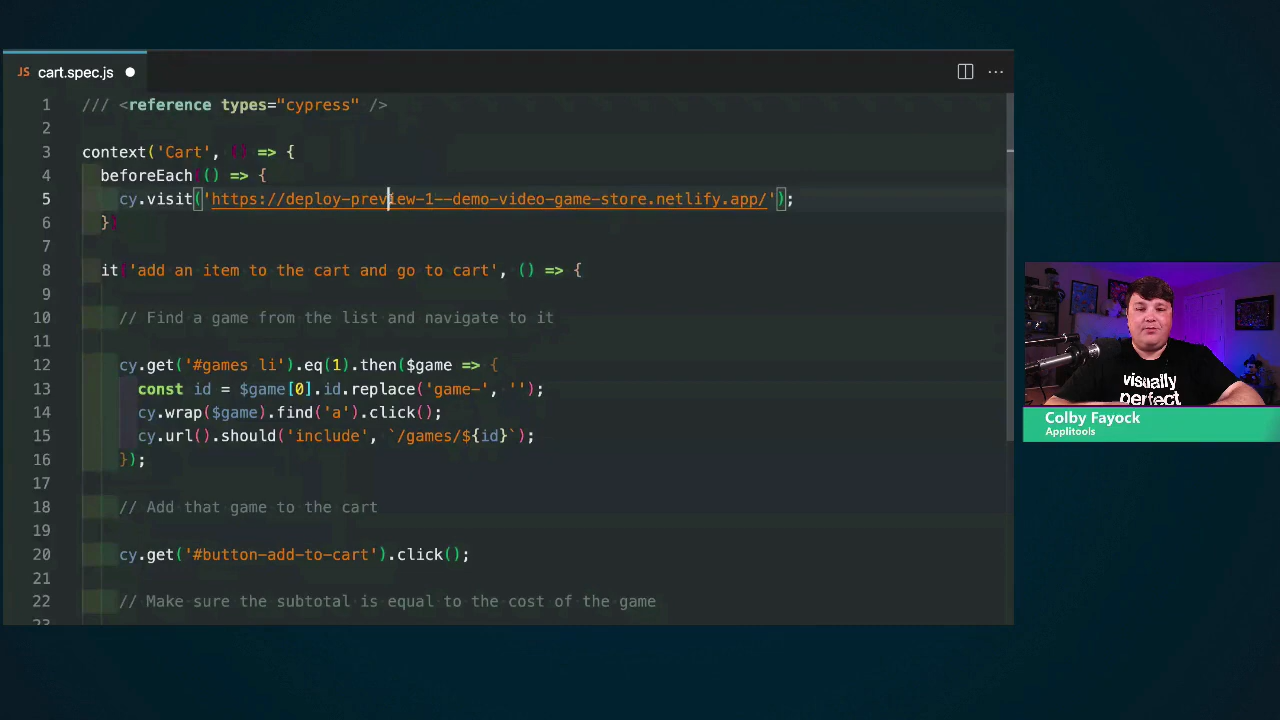 JS cart.spec.js
1 /// <reference types="cypress" />
2
3 context('Cart', () => {
4 beforeEach(() => {
5 cy.visit('https://deploy-preview-1--demo-video-game-store.netlify.app/');
6 })
7
8 it('add an item to the cart and go to cart', () => {
9
10 // Find a game from the list and navigate to it
11
12 cy.get('#games li').eq(1).then($game => {
13 const id = $game[0].id.replace('game-', '');
14 cy.wrap($game).find('a').click();
15 cy.url().should('include', `/games/${id}`);
16 });
17
18 // Add that game to the cart
19
20 cy.get('#button-add-to-cart').click();
21
22 // Make sure the subtotal is equal to the cost of the game
23
visually
perfect
Colby Fayock
Applitools